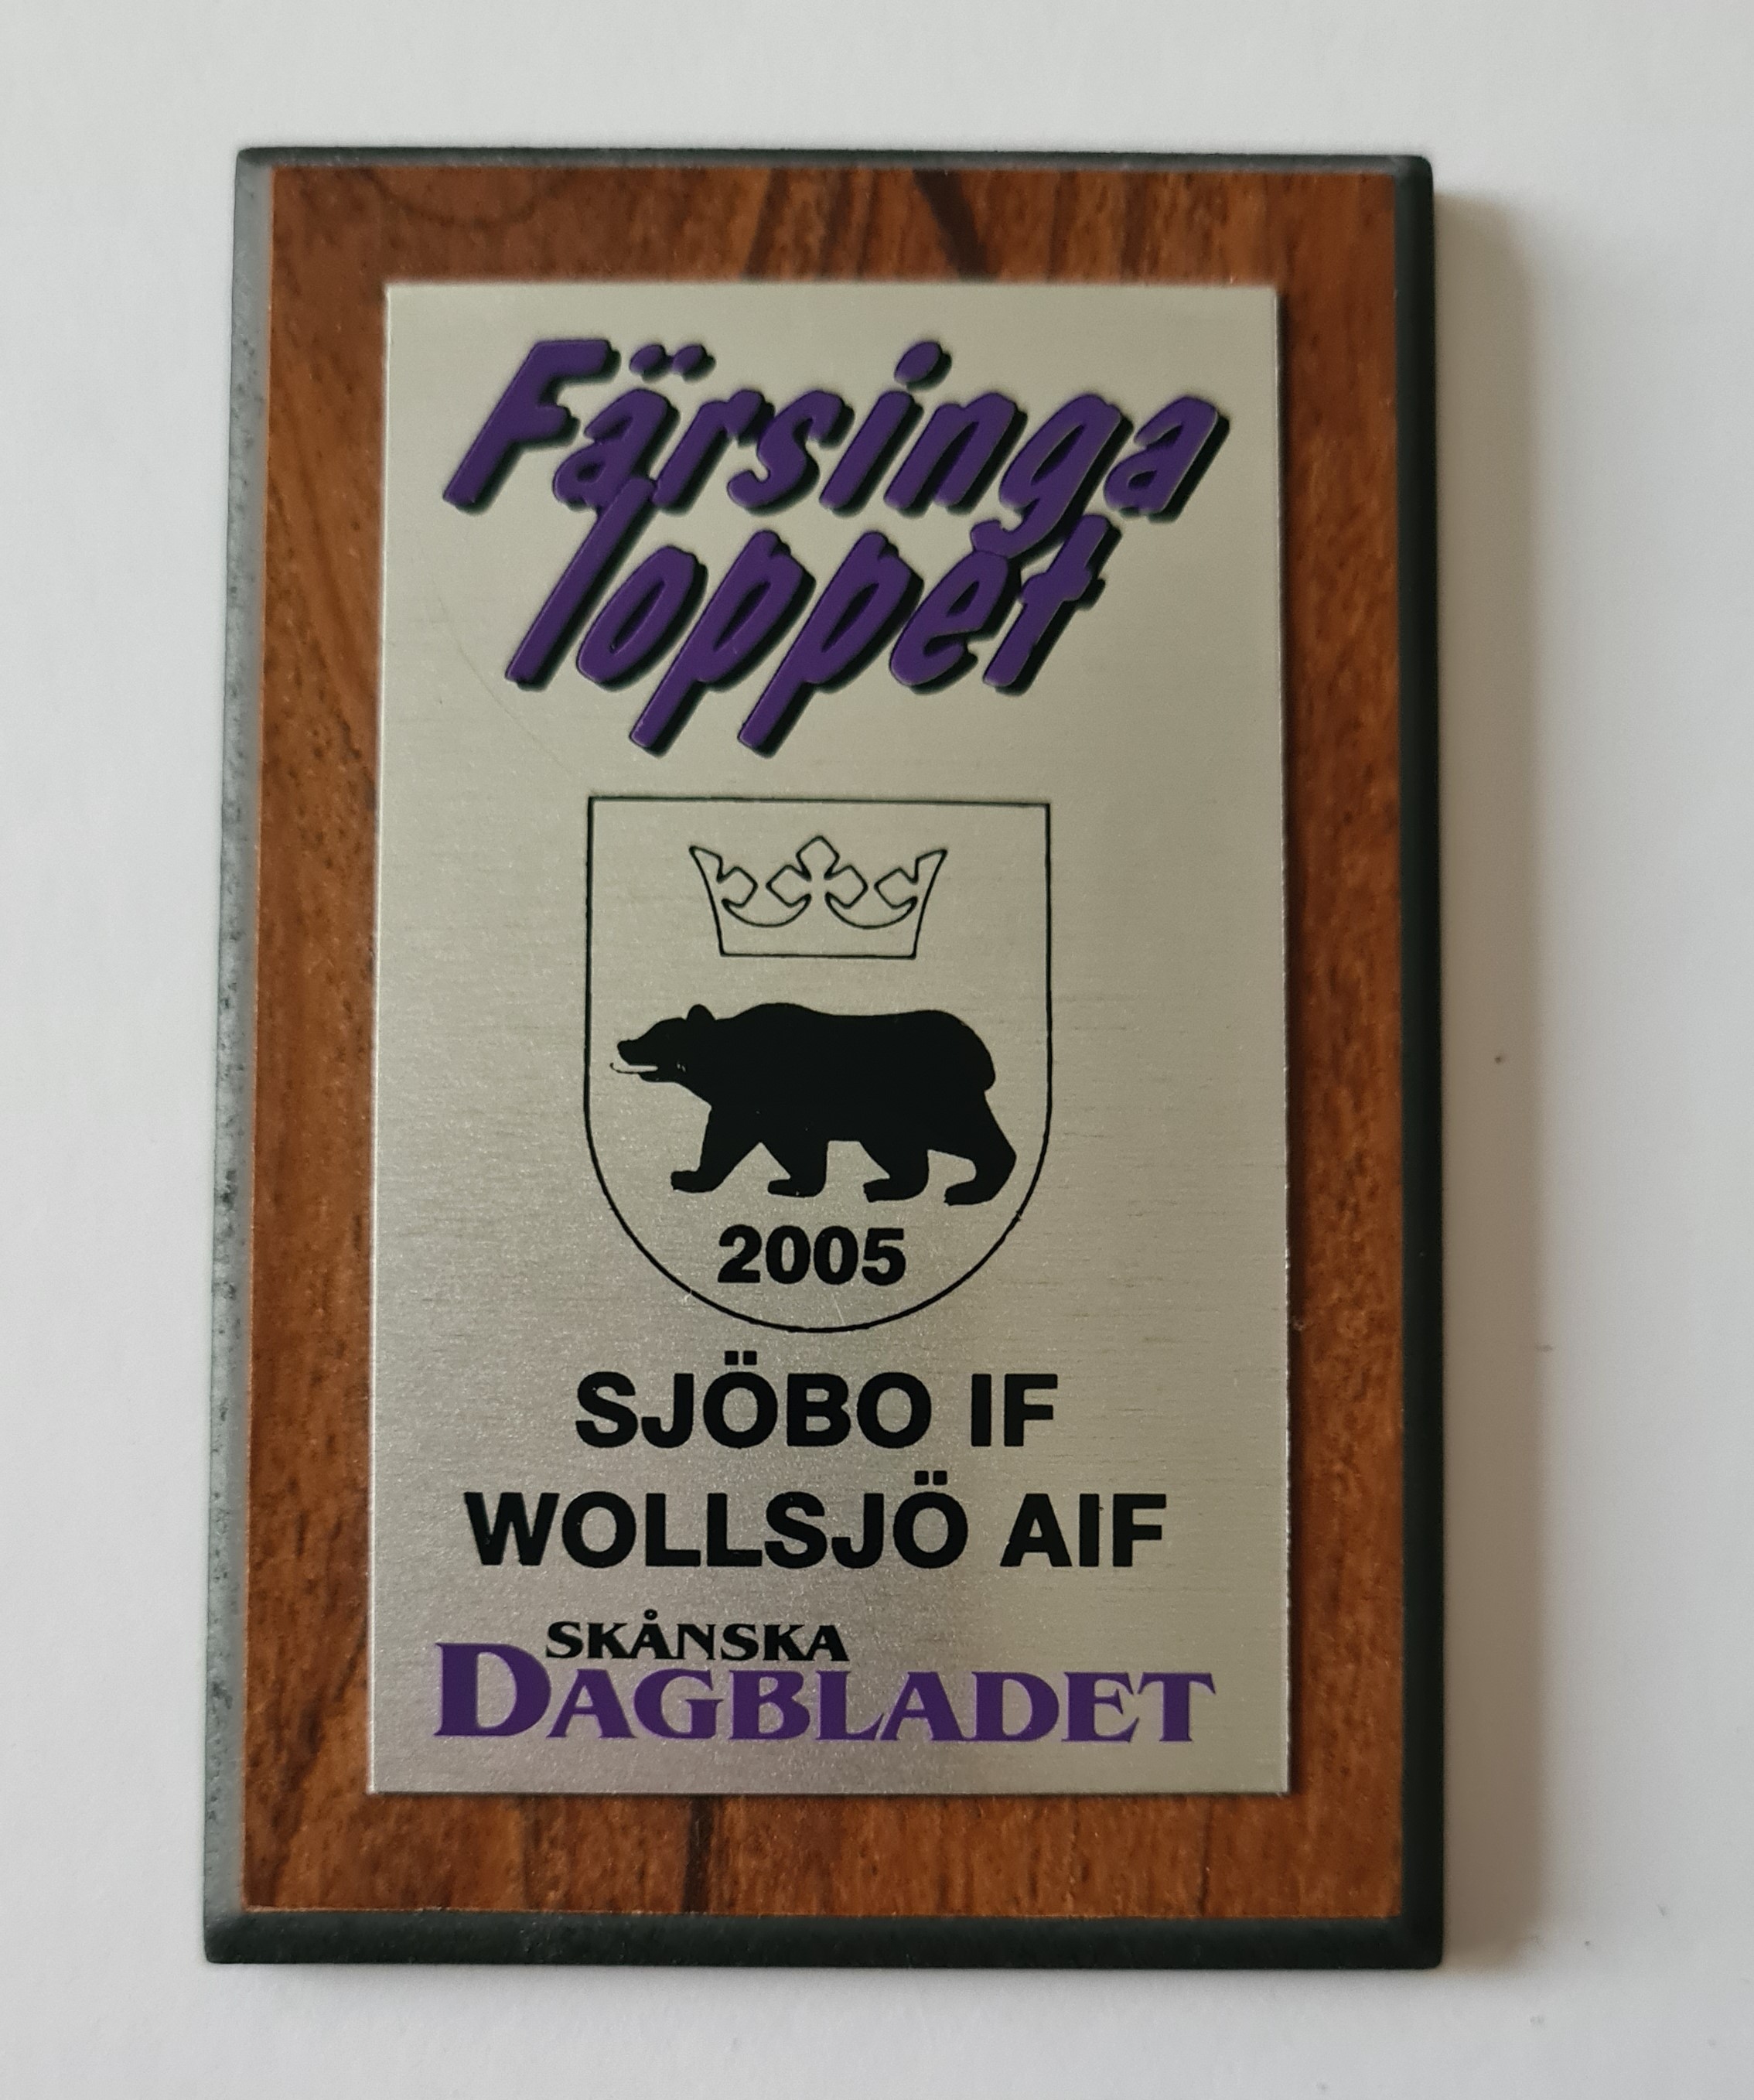 Färsinga
loppet
2005
SJÖBO IF
WOLLSJÖ AIF
SKÅNSKA
DAGBLADET